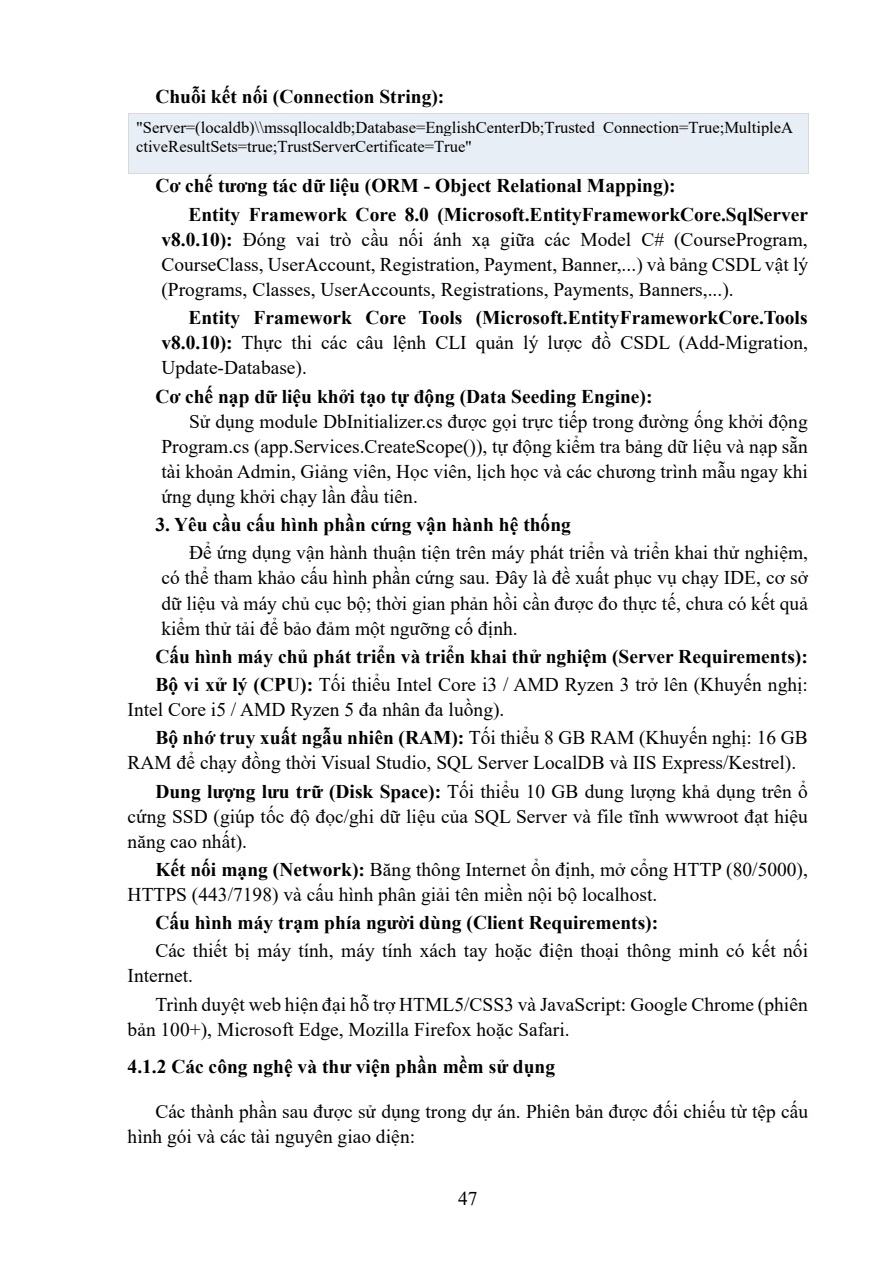 Chuỗi kết nối (Connection String):
"Server=(localdb)\\mssqllocaldb;Database=EnglishCenterDb;Trusted_Connection=True;MultipleA
ctiveResultSets=true;TrustServerCertificate=True"
Cơ chế tương tác dữ liệu (ORM - Object Relational Mapping):
Entity Framework Core 8.0 (Microsoft.EntityFrameworkCore.SqlServer
v8.0.10): Đóng vai trò cầu nối ánh xạ giữa các Model C# (CourseProgram,
CourseClass, UserAccount, Registration, Payment, Banner,...) và bảng CSDL vật lý
(Programs, Classes, UserAccounts, Registrations, Payments, Banners,...).
Entity Framework Core Tools (Microsoft.EntityFrameworkCore.Tools
v8.0.10): Thực thi các câu lệnh CLI quản lý lược đồ CSDL (Add-Migration,
Update-Database).
Cơ chế nạp dữ liệu khởi tạo tự động (Data Seeding Engine):
Sử dụng module DbInitializer.cs được gọi trực tiếp trong đường ống khởi động
Program.cs (app.Services.CreateScope()), tự động kiểm tra bảng dữ liệu và nạp sẵn
tài khoản Admin, Giảng viên, Học viên, lịch học và các chương trình mẫu ngay khi
ứng dụng khởi chạy lần đầu tiên.
3. Yêu cầu cấu hình phần cứng vận hành hệ thống
Để ứng dụng vận hành thuận tiện trên máy phát triển và triển khai thử nghiệm,
có thể tham khảo cấu hình phần cứng sau. Đây là đề xuất phục vụ chạy IDE, cơ sở
dữ liệu và máy chủ cục bộ; thời gian phản hồi cần được đo thực tế, chưa có kết quả
kiểm thử tải để bảo đảm một ngưỡng cố định.
Cấu hình máy chủ phát triển và triển khai thử nghiệm (Server Requirements):
Bộ vi xử lý (CPU): Tối thiểu Intel Core i3 / AMD Ryzen 3 trở lên (Khuyến nghị:
Intel Core i5 / AMD Ryzen 5 đa nhân đa luồng).
Bộ nhớ truy xuất ngẫu nhiên (RAM): Tối thiểu 8 GB RAM (Khuyến nghị: 16 GB
RAM để chạy đồng thời Visual Studio, SQL Server LocalDB và IIS Express/Kestrel).
Dung lượng lưu trữ (Disk Space): Tối thiểu 10 GB dung lượng khả dụng trên ổ
cứng SSD (giúp tốc độ đọc/ghi dữ liệu của SQL Server và file tĩnh wwwroot đạt hiệu
năng cao nhất).
Kết nối mạng (Network): Băng thông Internet ổn định, mở cổng HTTP (80/5000),
HTTPS (443/7198) và cấu hình phân giải tên miền nội bộ localhost.
Cấu hình máy trạm phía người dùng (Client Requirements):
Các thiết bị máy tính, máy tính xách tay hoặc điện thoại thông minh có kết nối
Internet.
Trình duyệt web hiện đại hỗ trợ HTML5/CSS3 và JavaScript: Google Chrome (phiên
bản 100+), Microsoft Edge, Mozilla Firefox hoặc Safari.
4.1.2 Các công nghệ và thư viện phần mềm sử dụng
Các thành phần sau được sử dụng trong dự án. Phiên bản được đối chiếu từ tệp cấu
hình gói và các tài nguyên giao diện:
47